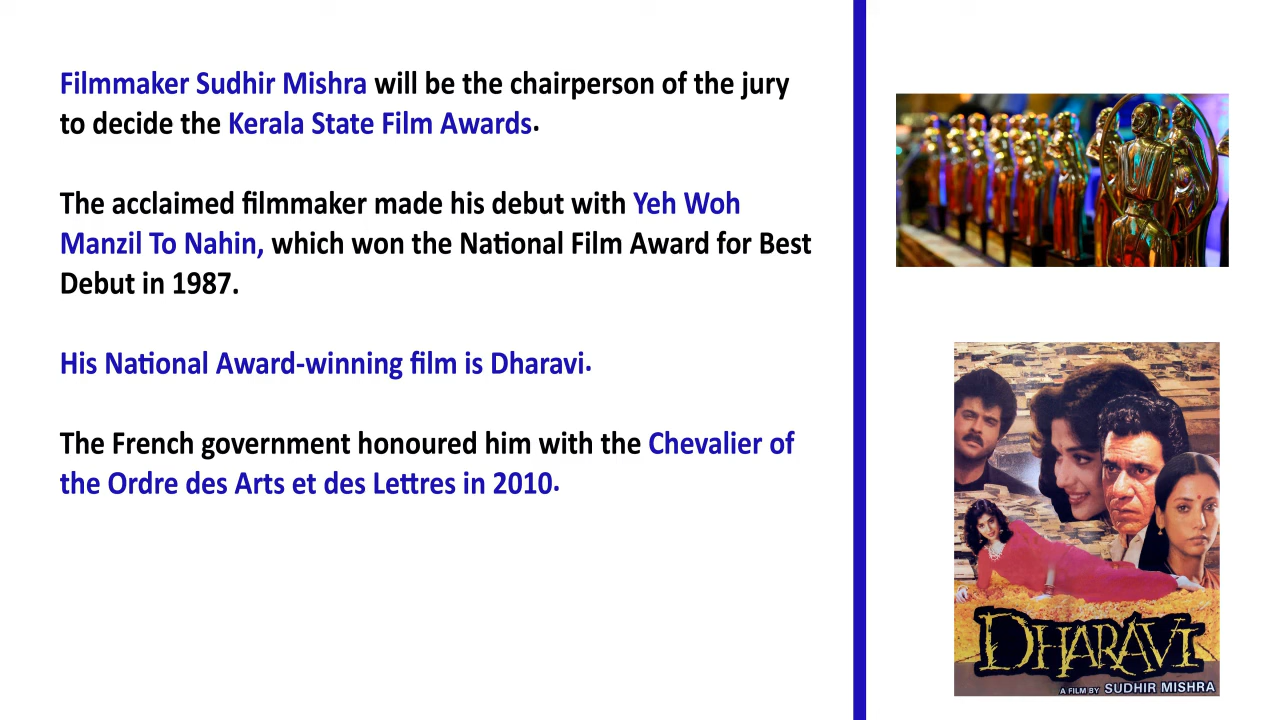 Filmmaker Sudhir Mishra will be the chairperson of the jury
to decide the Kerala State Film Awards.
The acclaimed filmmaker made his debut with Yeh Woh
Manzil To Nahin, which won the National Film Award for Best
Debut in 1987.
His National Award-winning film is Dharavi.
The French government honoured him with the Chevalier of
the Ordre des Arts et des Lettres in 2010.
DHARAVI
A FILM BY SUDHIR MISHRA